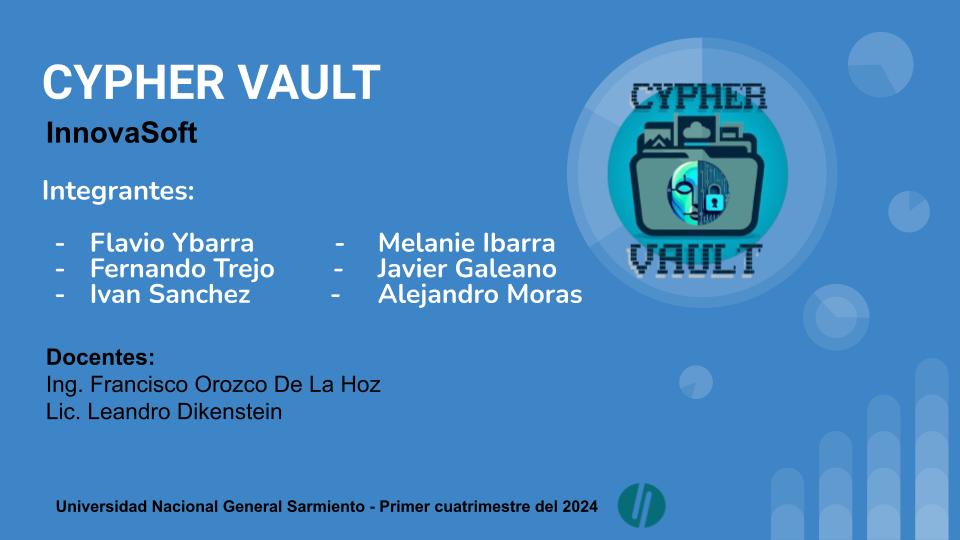 CYPHER VAULT
InnovaSoft
Integrantes:
- Flavio Ybarra - Melanie Ibarra
- Fernando Trejo - Javier Galeano
- Ivan Sanchez - Alejandro Moras
Docentes:
Ing. Francisco Orozco De La Hoz
Lic. Leandro Dikenstein
Universidad Nacional General Sarmiento - Primer cuatrimestre del 2024
CYPHER
VAULT